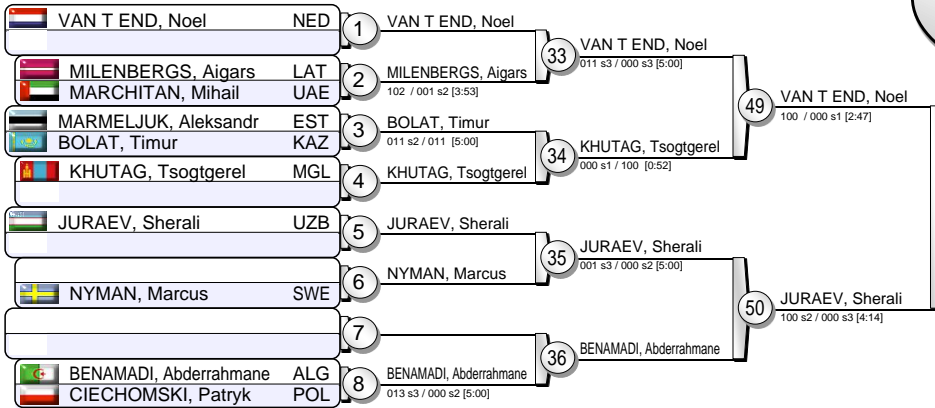 VAN T END, Noel NED
1
VAN T END, Noel
MILENBERGS, Aigars LAT
MARCHITAN, Mihail UAE
2
MILENBERGS, Aigars
102 / 001 s2 [3:53]
33
VAN T END, Noel
011 s3 / 000 s3 [5:00]
MARMELJUK, Aleksandr EST
BOLAT, Timur KAZ
3
BOLAT, Timur
011 s2 / 011 [5:00]
KHUTAG, Tsogtgerel MGL
4
KHUTAG, Tsogtgerel
34
KHUTAG, Tsogtgerel
000 s1 / 100 [0:52]
49
VAN T END, Noel
100 / 000 s1 [2:47]
JURAEV, Sherali UZB
5
JURAEV, Sherali
NYMAN, Marcus SWE
6
NYMAN, Marcus
35
JURAEV, Sherali
001 s3 / 000 s2 [5:00]
7
BENAMADI, Abderrahmane ALG
CIECHOMSKI, Patryk POL
8
BENAMADI, Abderrahmane
013 s3 / 000 s2 [5:00]
36
BENAMADI, Abderrahmane
50
JURAEV, Sherali
100 s2 / 000 s3 [4:14]